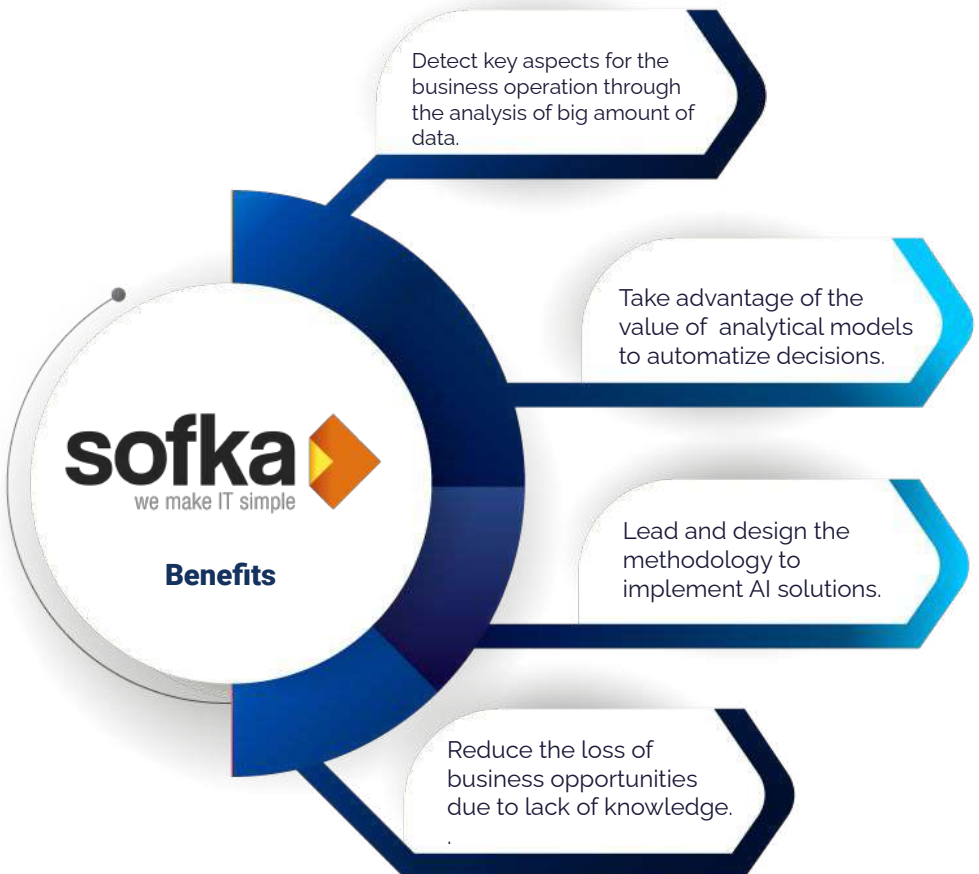 Detect key aspects for the
business operation through
the analysis of big amount of
data.
Take advantage of the
value of  analytical models
to automatize decisions.
sofka
we make IT simple
Benefits
Lead and design the
methodology to
implement AI solutions.
Reduce the loss of
business opportunities
due to lack of knowledge.
.